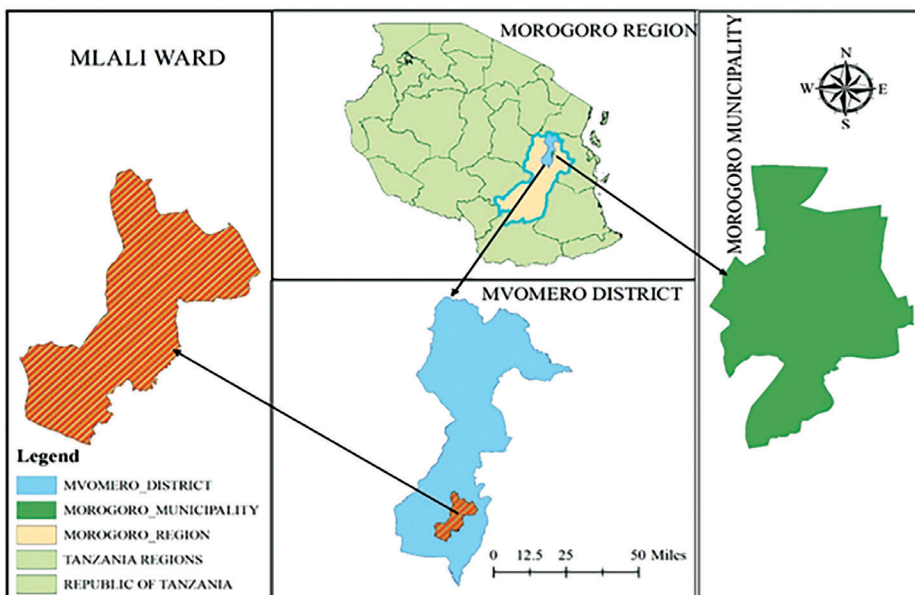 MLALI WARD
MOROGORO REGION
MOROGORO MUNICIPALITY
N
W E
S
MVOMERO DISTRICT
Legend
MVOMERO_DISTRICT
MOROGORO_MUNICIPALITY
MOROGORO_REGION
TANZANIA REGIONS
REPUBLIC OF TANZANIA
0 12.5 25 50 Miles